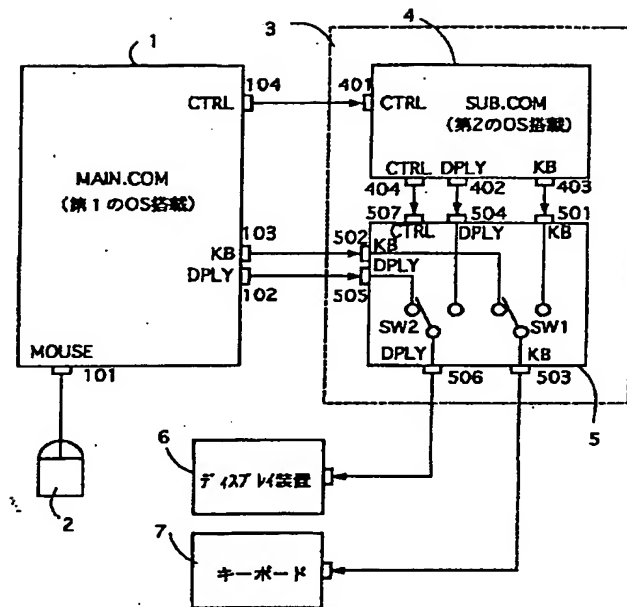 1
3
4
104
401
CTRL
CTRL
SUB.COM
(第2のOS搭載)
MAIN.COM
(第1のOS搭載)
CTRL
DPLY
KB
404
402
403
507
504
501
CTRL
DPLY
KB
103
502
KB
KB
DPLY
DPLY
102
505
SW2
SW1
MOUSE
101
DPLY
KB
506
503
5
6
ディスプレイ装置
2
7
キーボード